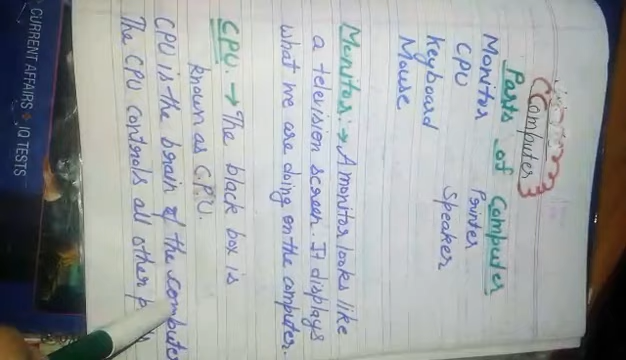 Computer
Parts of Computer
Monitor Printer
CPU Speaker
Keyboard
Mouse
Monitor:→ A monitor looks like
a television screen. It displays
what we are doing on the computer.
CPU. → The black box is
known as CPU.
CPU is the brain of the computer
The CPU controls all other
CURRENT AFFAIRS IQ TESTS